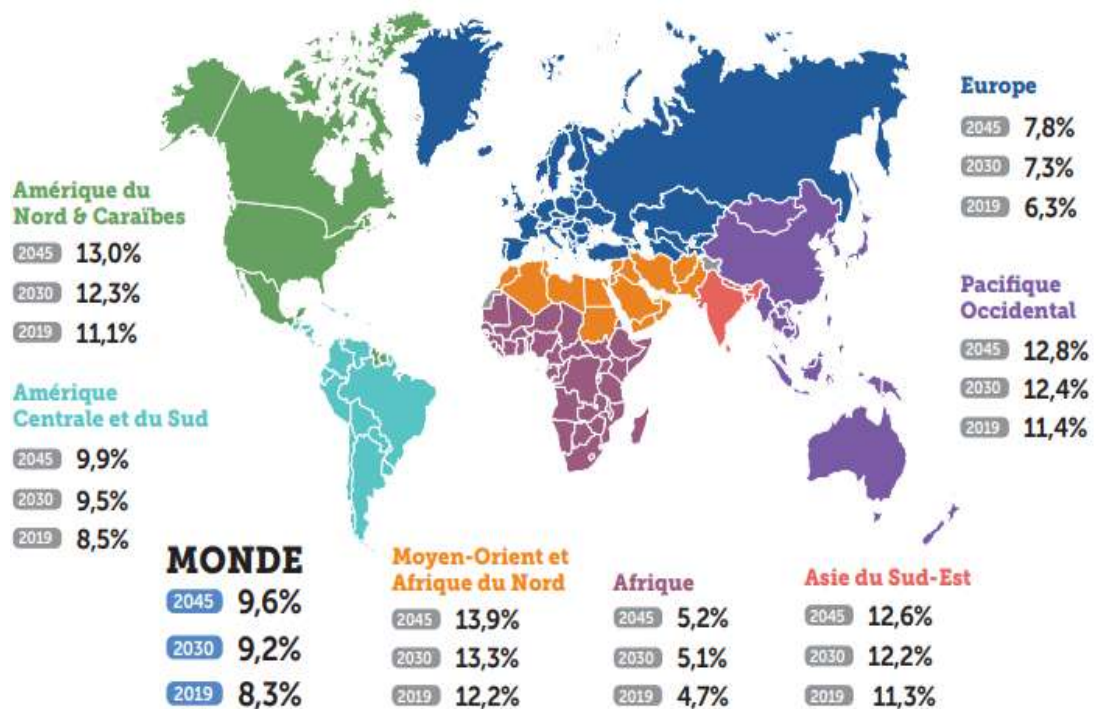 Europe
2045 7,8%
2030 7,3%
2019 6,3%
Amérique du
Nord & Caraïbes
2045 13,0%
2030 12,3%
2019 11,1%
Pacifique
Occidental
2045 12,8%
2030 12,4%
2019 11,4%
Amérique
Centrale et du Sud
2045 9,9%
2030 9,5%
2019 8,5%
MONDE
2045 9,6%
2030 9,2%
2019 8,3%
Moyen-Orient et
Afrique du Nord
2045 13,9%
2030 13,3%
2019 12,2%
Afrique
2045 5,2%
2030 5,1%
2019 4,7%
Asie du Sud-Est
2045 12,6%
2030 12,2%
2019 11,3%